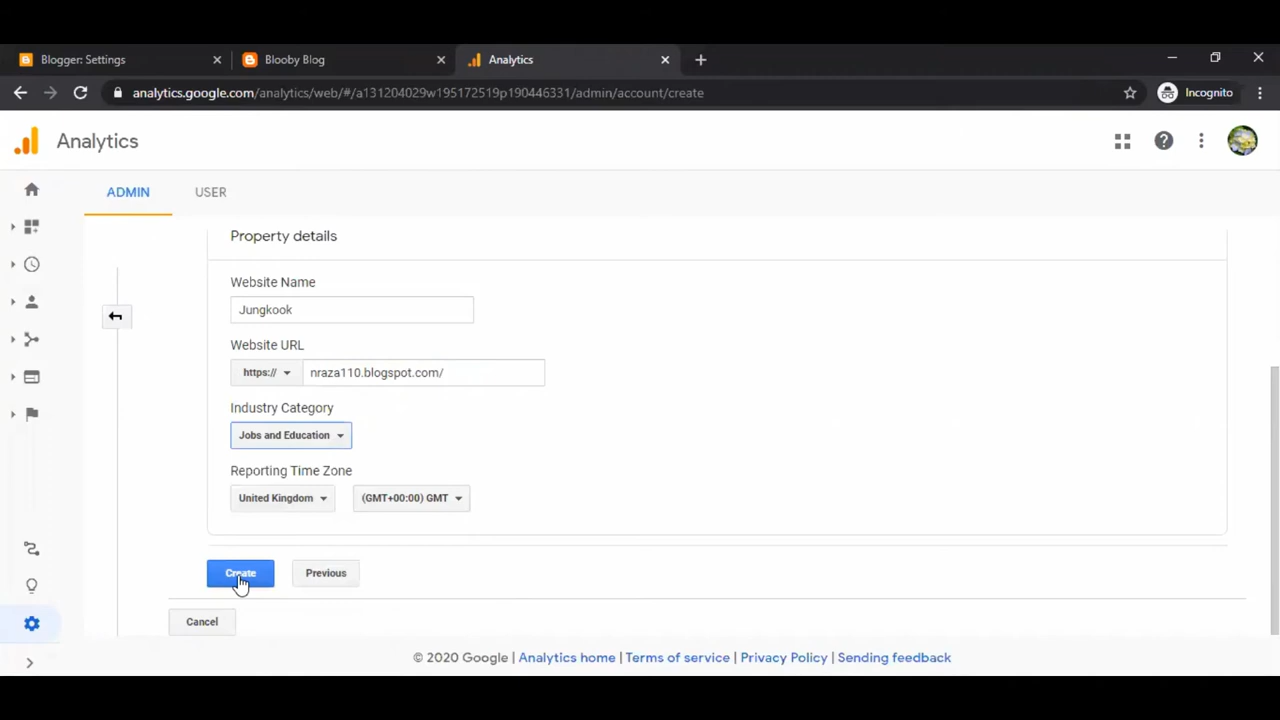 Blogger: Settings
Blooby Blog
Analytics
analytics.google.com/analytics/web/#/a131204029w195172519p190446331/admin/account/create
Incognito
Analytics
ADMIN
USER
Property details
Website Name
Jungkook
Website URL
https://
nraza110.blogspot.com/
Industry Category
Jobs and Education
Reporting Time Zone
United Kingdom
(GMT+00:00) GMT
Create
Previous
Cancel
© 2020 Google | Analytics home | Terms of service | Privacy Policy | Sending feedback